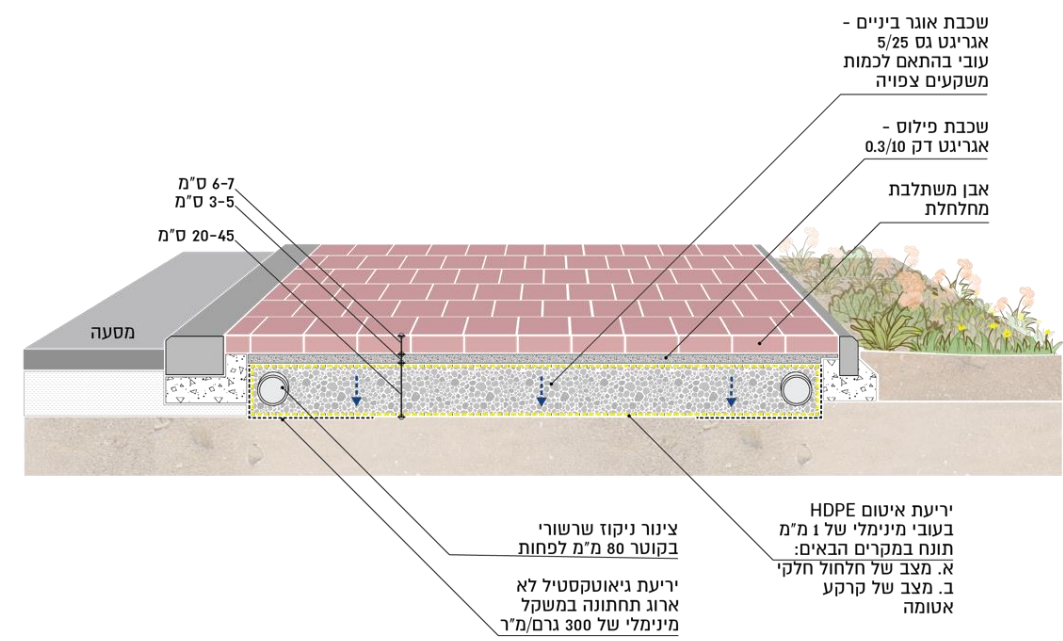 שכבת אוגר ביניים -
אגריגט גס 5/25
עובי בהתאם לכמות
משקעים צפויה
שכבת פילוס -
אגריגט דק 0.3/10
אבן משתלבת
מחלחלת
6-7 ס"מ
3-5 ס"מ
20-45 ס"מ
מסעה
יריעת איטום HDPE
בעובי מינימלי של 1 מ"מ
תונח במקרים הבאים:
א. מצב של חלחול חלקי
ב. מצב של קרקע
אטומה
צינור ניקוז שרשורי
בקוטר 80 מ"מ לפחות
יריעת גיאוטקסטיל לא
ארוג תחתונה במשקל
מינימלי של 300 גרם/מ"ר